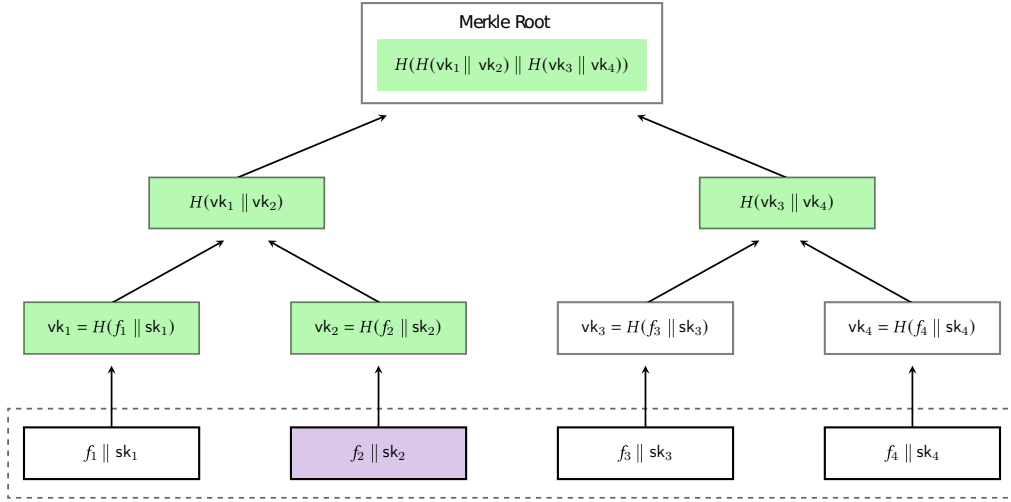 Merkle Root
H(H(vk₁ ‖ vk₂) ‖ H(vk₃ ‖ vk₄))
H(vk₁ ‖ vk₂)
H(vk₃ ‖ vk₄)
vk₁ = H(f₁ ‖ sk₁)
vk₂ = H(f₂ ‖ sk₂)
vk₃ = H(f₃ ‖ sk₃)
vk₄ = H(f₄ ‖ sk₄)
f₁ ‖ sk₁
f₂ ‖ sk₂
f₃ ‖ sk₃
f₄ ‖ sk₄